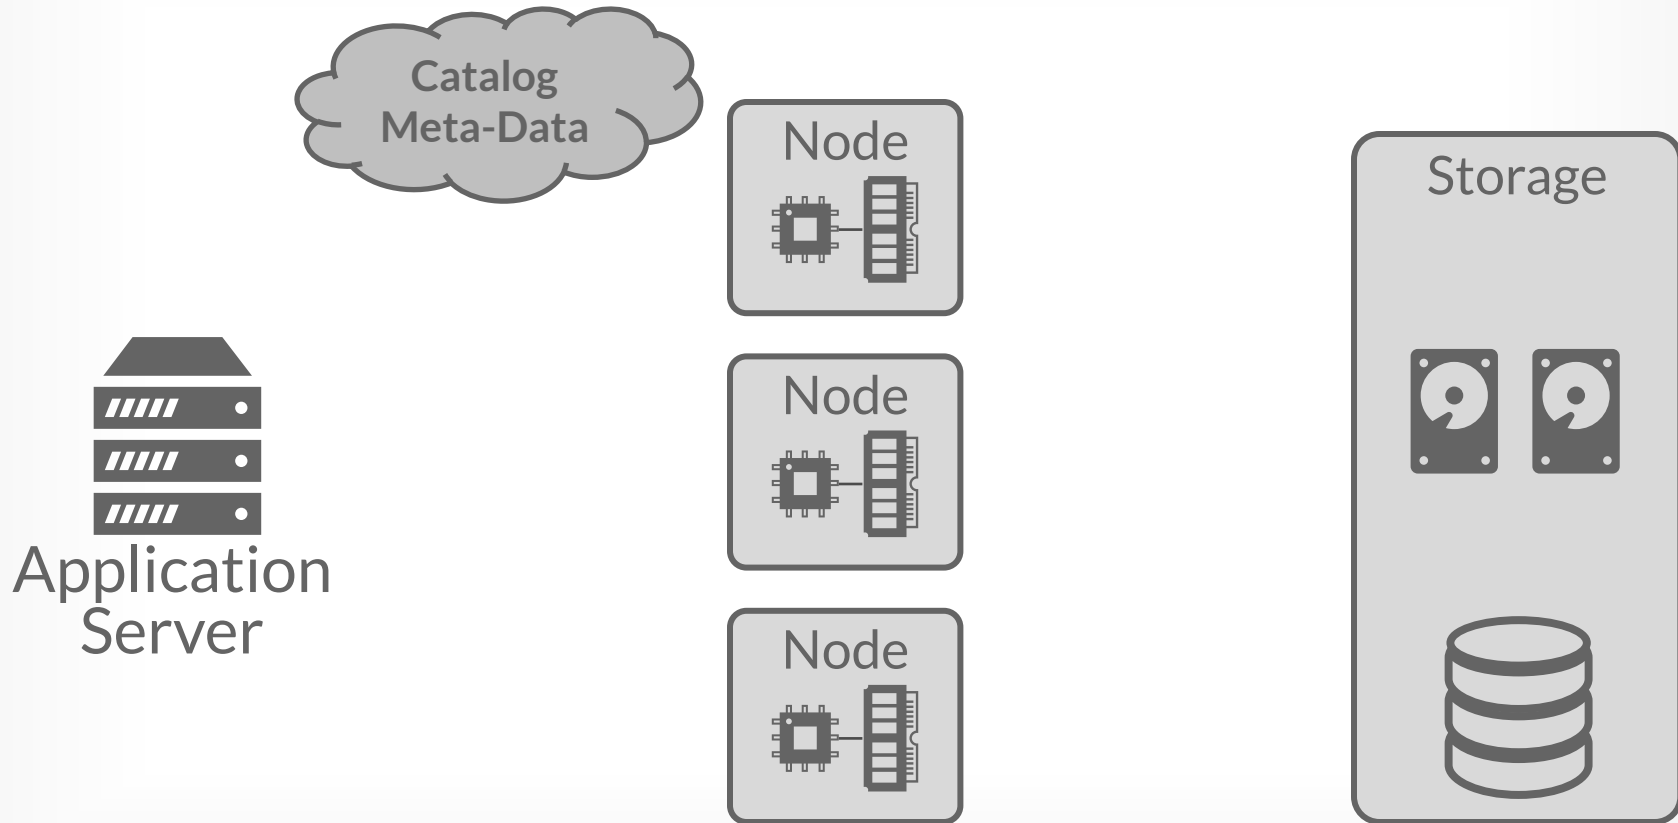 Catalog
Meta-Data
Node
Node
Node
Application
Server
Storage